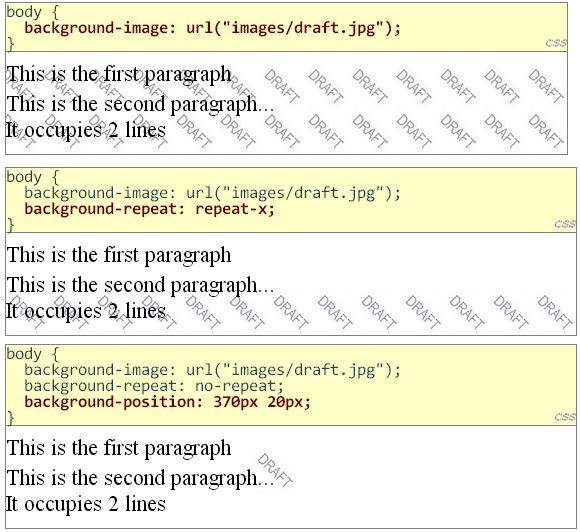 body {
  background-image: url("images/draft.jpg");
}
css
This is the first paragraph
DRAFT DRAFT DRAFT DRAFT DRAFT DRAFT DRAFT DRAFT DRAFT DRAFT DRAFT DRAFT DRAFT
This is the second paragraph...
It occupies 2 lines
DRAFT DRAFT DRAFT DRAFT DRAFT DRAFT DRAFT DRAFT DRAFT DRAFT DRAFT DRAFT DRAFT
body {
  background-image: url("images/draft.jpg");
  background-repeat: repeat-x;
}
css
This is the first paragraph
This is the second paragraph...
It occupies 2 lines
DRAFT DRAFT DRAFT DRAFT DRAFT DRAFT DRAFT DRAFT DRAFT DRAFT DRAFT DRAFT DRAFT
body {
  background-image: url("images/draft.jpg");
  background-repeat: no-repeat;
  background-position: 370px 20px;
}
css
This is the first paragraph
DRAFT
This is the second paragraph...
It occupies 2 lines